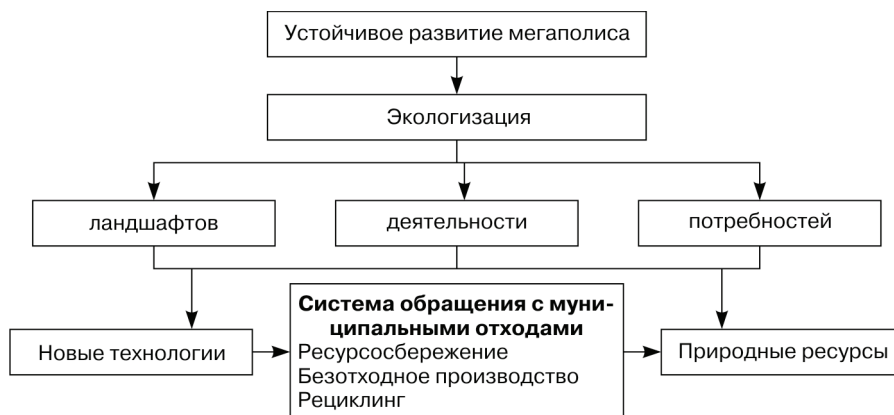 Устойчивое развитие мегаполиса
Экологизация
ландшафтов
деятельности
потребностей
Новые технологии
Система обращения с муни-
ципальными отходами
Ресурсосбережение
Безотходное производство
Рециклинг
Природные ресурсы